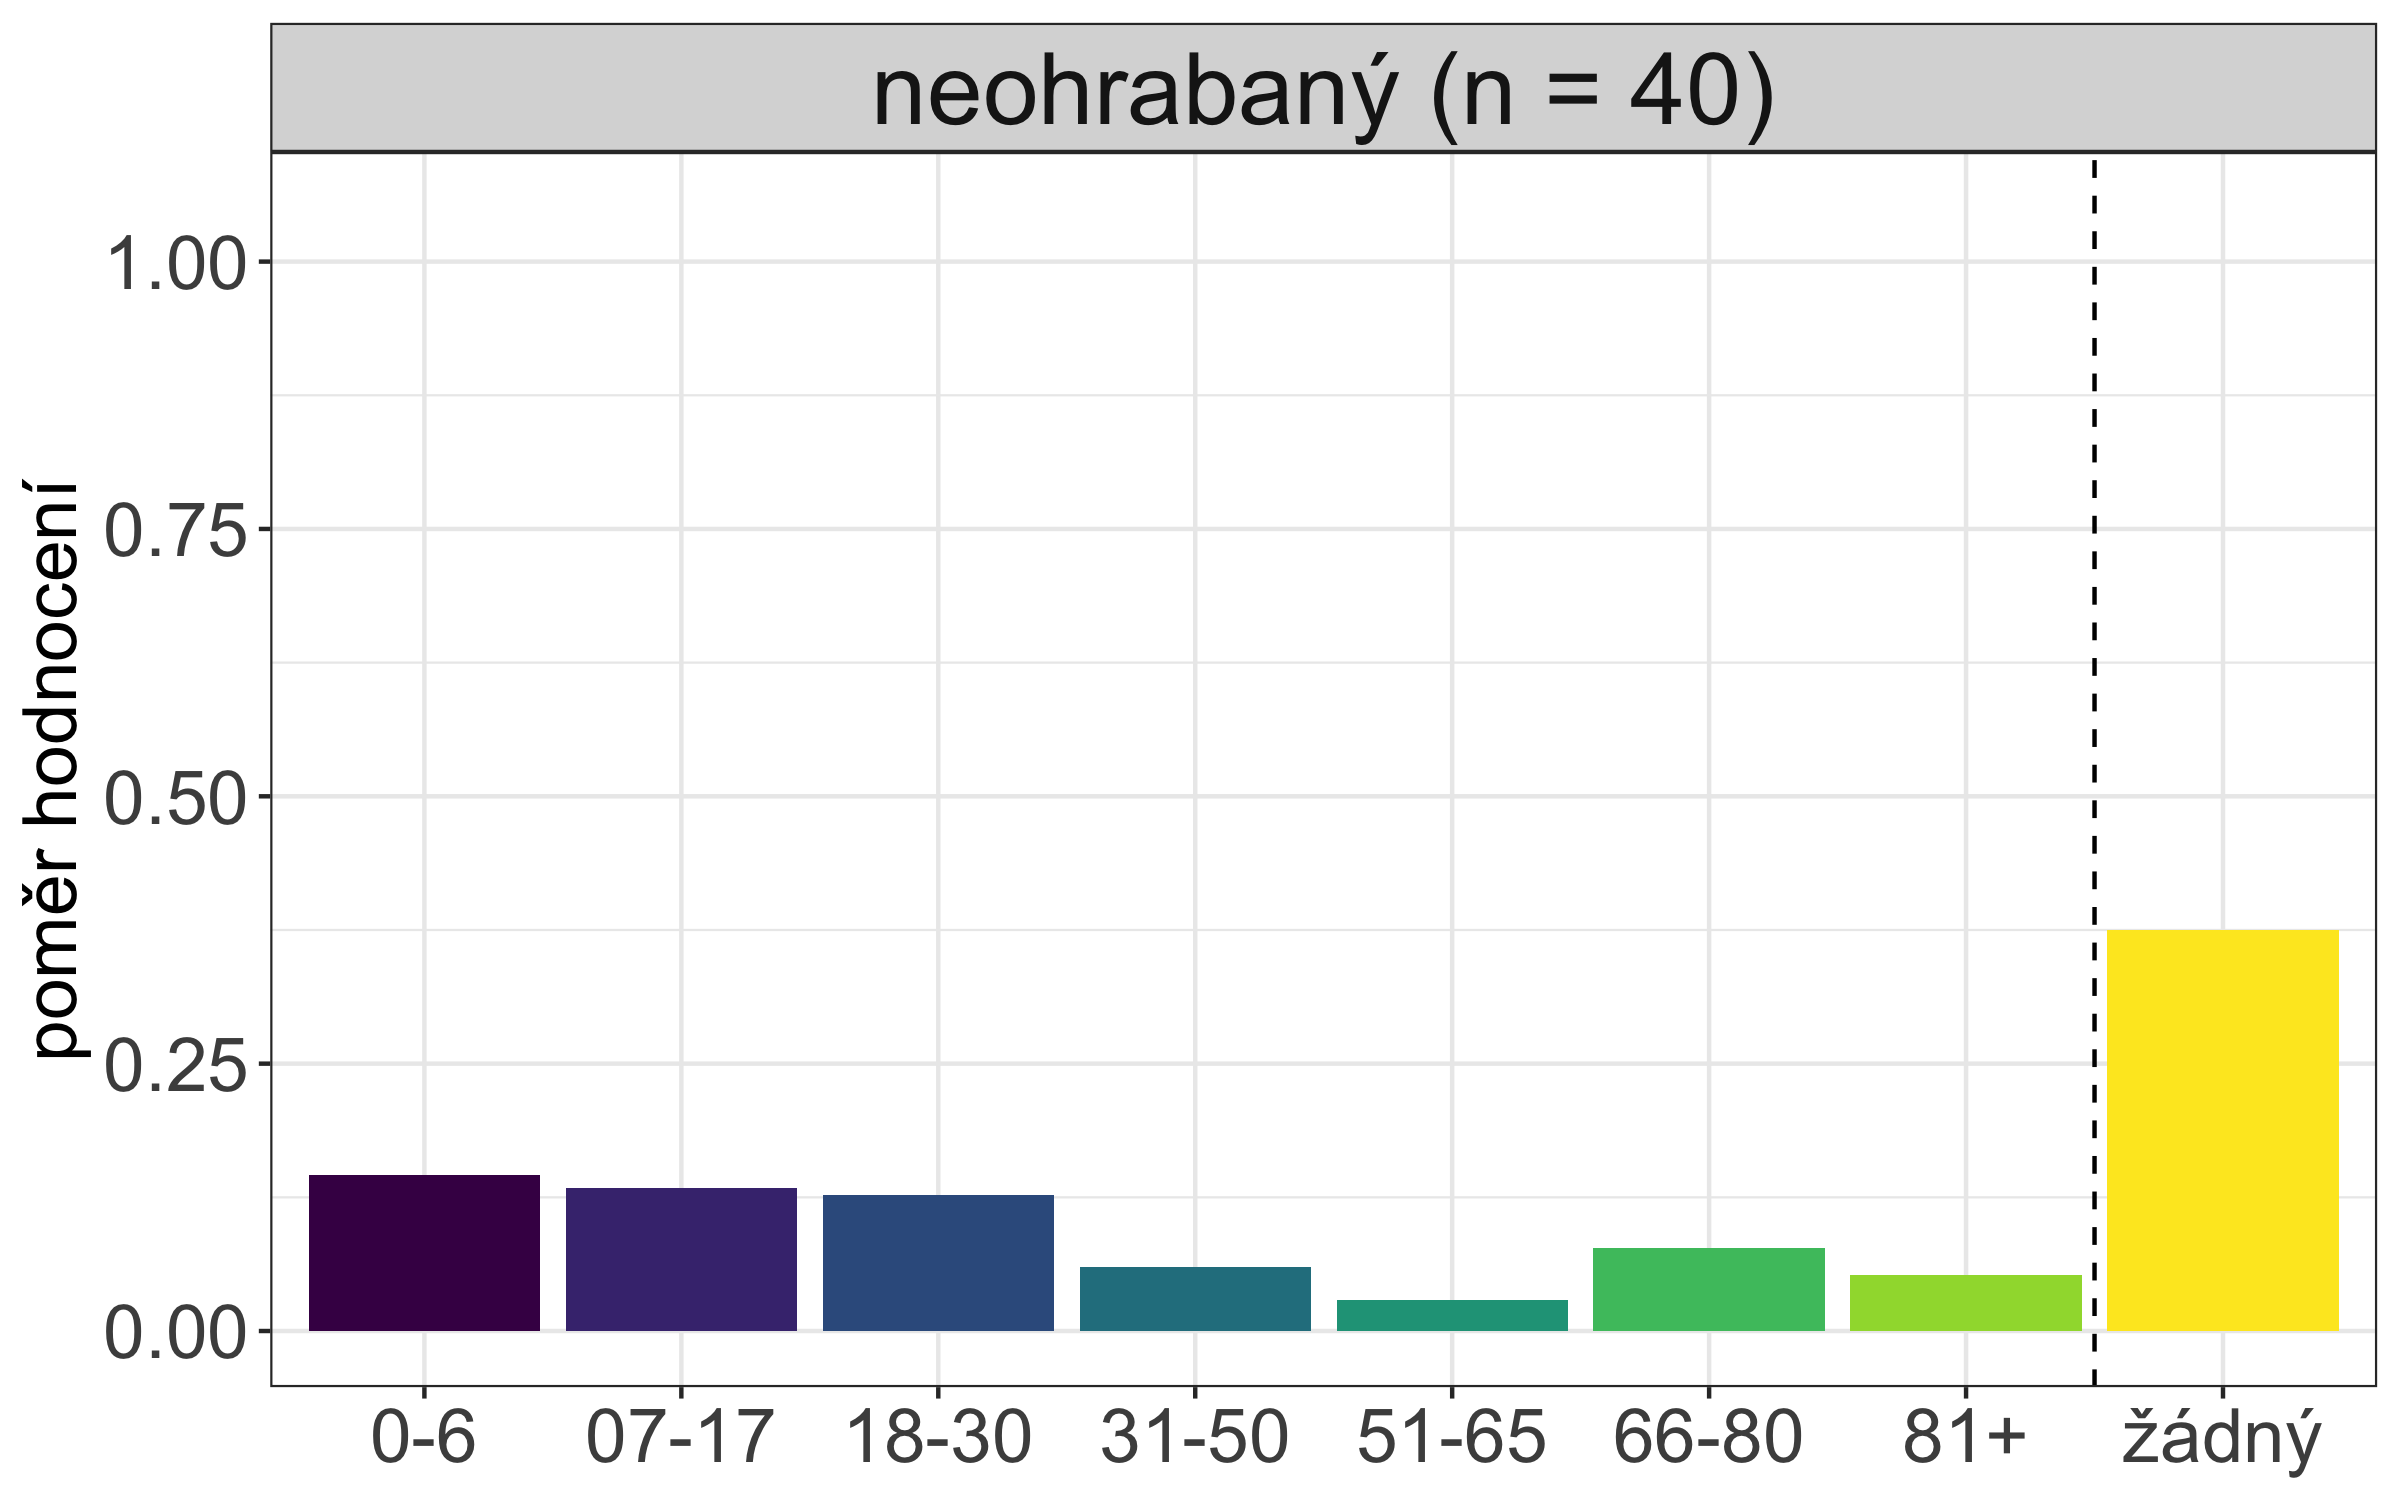 neohrabaný (n = 40)
poměr hodnocení
1.00
0.75
0.50
0.25
0.00
0-6 07-17 18-30 31-50 51-65 66-80 81+ žádný